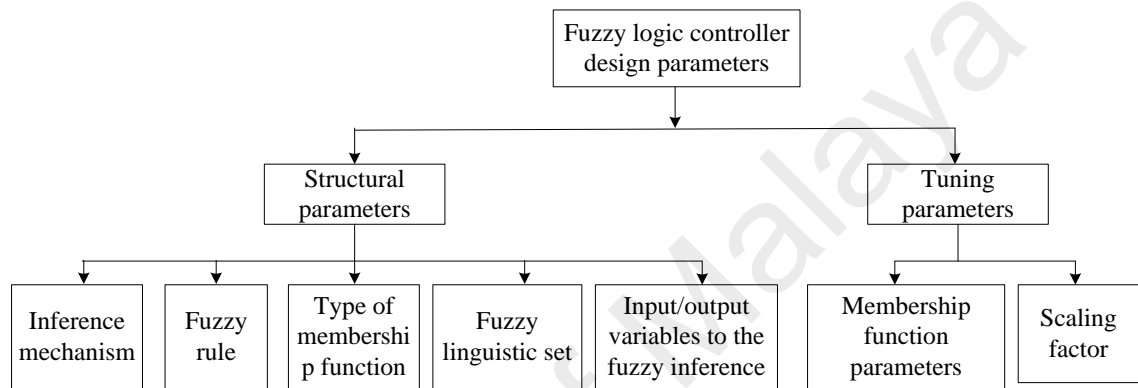 Fuzzy logic controller
design parameters
Structural
parameters
Tuning
parameters
Inference
mechanism
Fuzzy
rule
Type of
membershi
p function
Fuzzy
linguistic set
Input/output
variables to the
fuzzy inference
Membership
function
parameters
Scaling
factor
Malaya